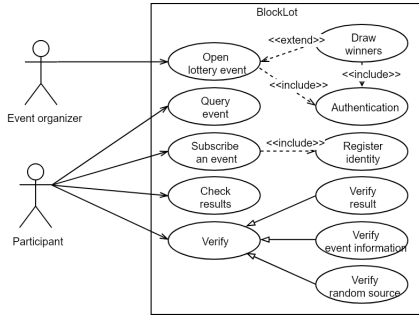 BlockLot
<<extend>>
Draw
winners
Open
lottery event
<<include>>
<<include>>
Event organizer
Query
event
Authentication
Subscribe
an event
<<include>>
Register
identity
Check
results
Verify
result
Participant
Verify
Verify
event information
Verify
random source